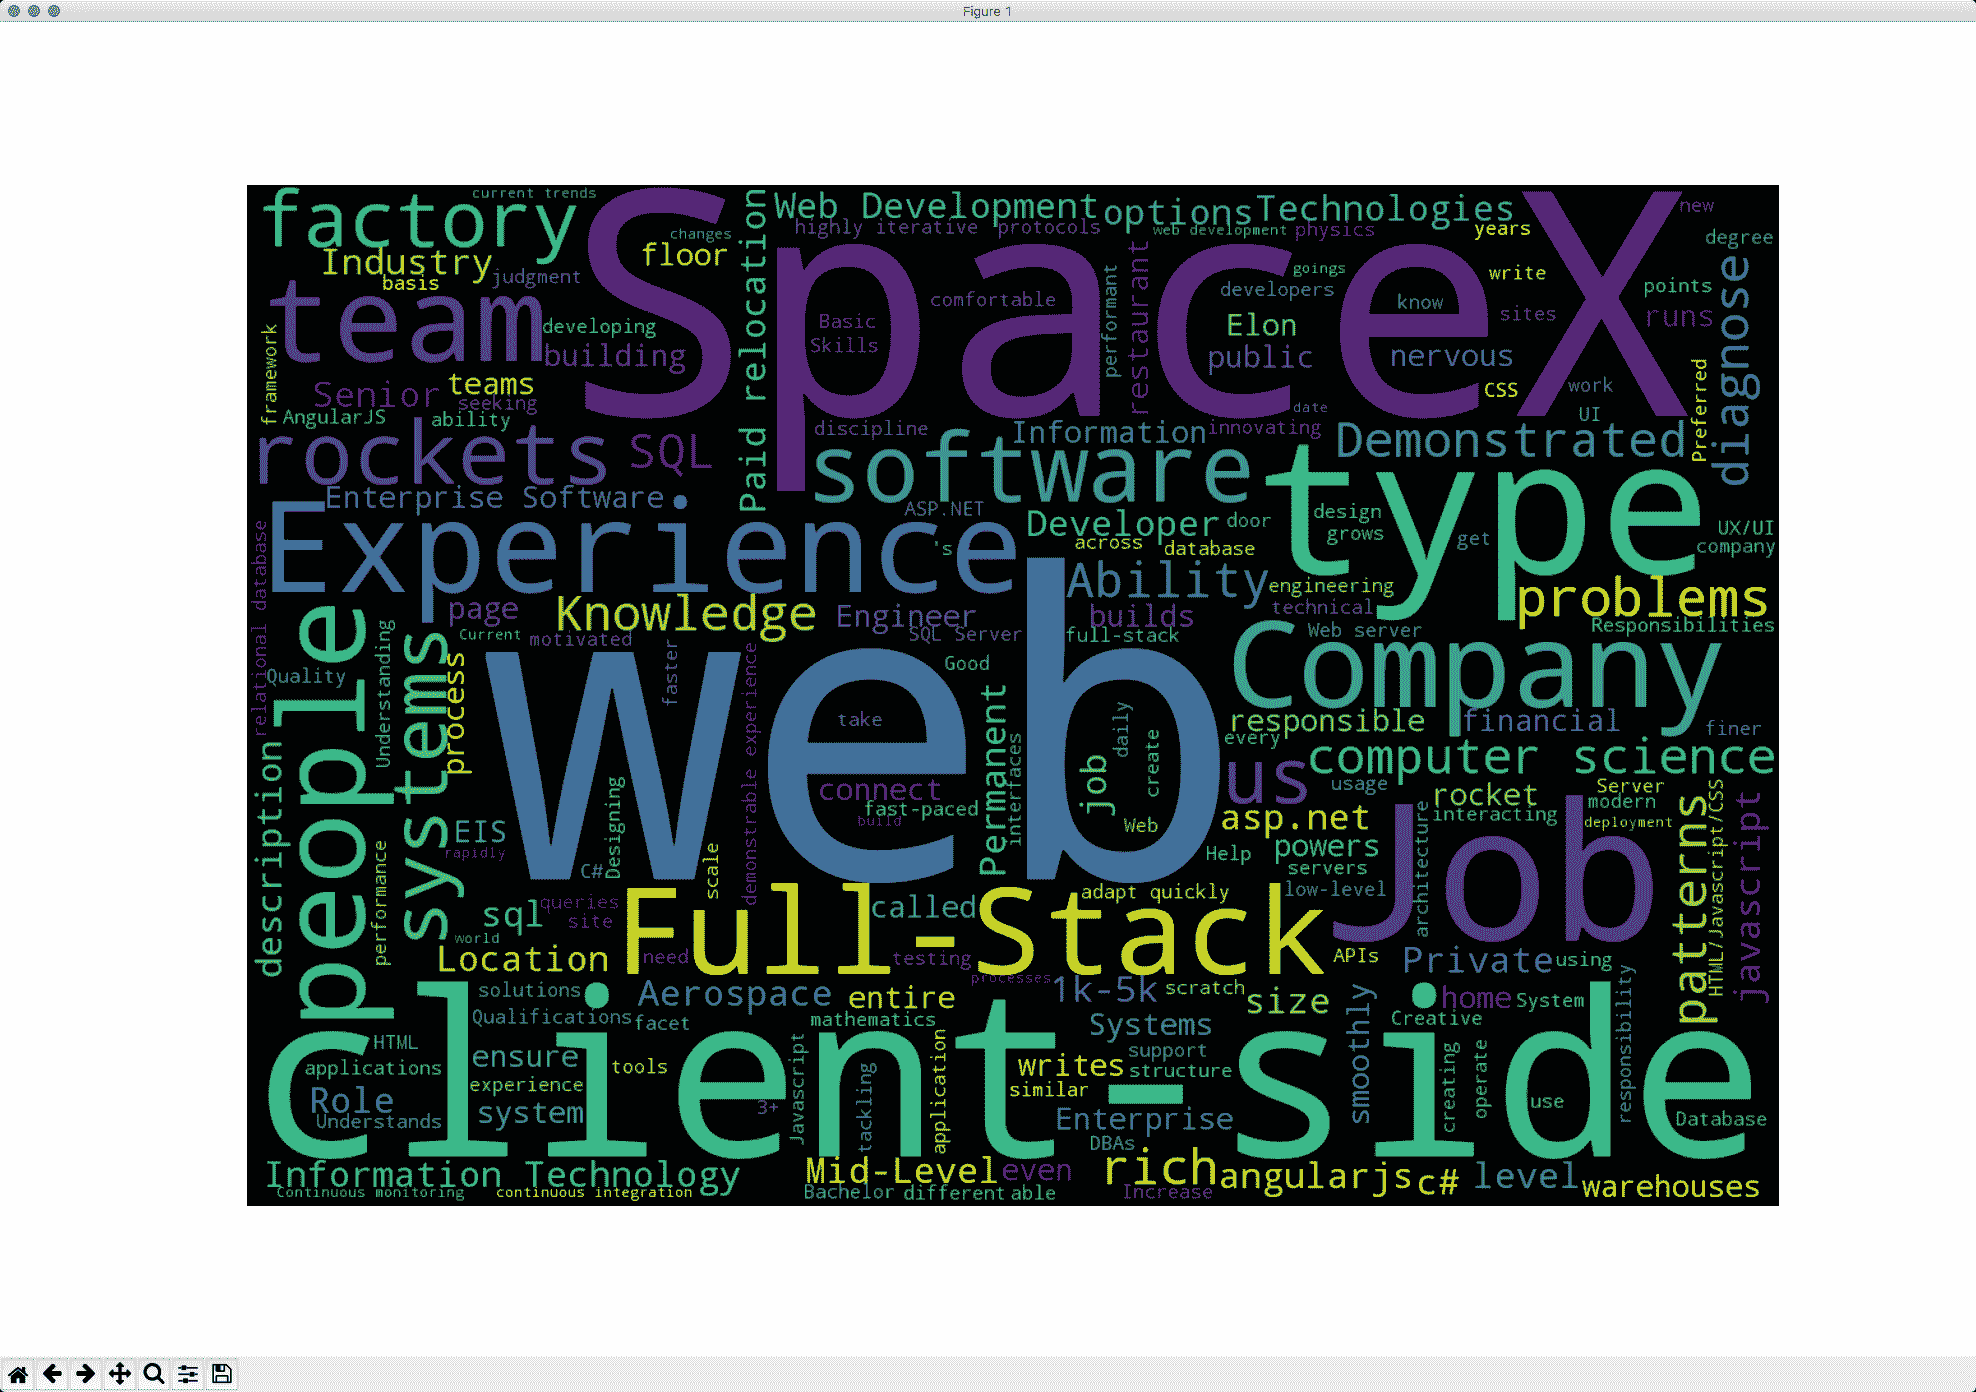 Figure 1
current trends
factory
SpaceX
Paid relocation
Web Development
options
Technologies
new
changes
highly iterative
protocols
web development
physics
years
degree
Industry
floor
judgment
basis
restaurant
goings
write
diagnose
team
comfortable
performant
developers
know
points
developing
Basic
Elon
sites
runs
building
Skills
public
nervous
framework
Senior
teams
seeking
CSS
work
Preferred
AngularJS
ability
date
UI
discipline
Information
innovating
Demonstrated
rockets
SQL
software
type
Enterprise Software
ASP.NET
Developer
door
design
UX/UI
Experience
's
across
database
grows
get
company
relational database
Ability
engineering
problems
people
page
Knowledge
Engineer
builds
technical
Responsibilities
Understanding
systems
Current
motivated
SQL Server
full-stack
Web server
Company
Quality
process
faster
demonstrable experience
Web
Good
Permanent
take
daily
responsible
financial
finer
description
interfaces
create
every
computer science
job
us
usage
Server
connect
rocket
modern
fast-paced
interacting
patterns
HTML/Javascript/CSS
javascript
EIS
Designing
build
Web
asp.net
deployment
rapidly
powers
architecture
Job
performance
C#
scale
Help
servers
sql
queries
Full-Stack
called
adapt quickly
low-level
site
world
Location
need
testing
APIs
Private
using
processes
solutions
Aerospace
entire
1k-5k
scratch
size
smoothly
home
System
responsibility
Qualifications
facet
mathematics
Systems
Creative
client-side
HTML
ensure
tools
Javascript
tackling
application
writes
support
structure
creating
operate
applications
experience
similar
Role
system
3+
Enterprise
use
Database
Understands
DBAs
Information Technology
Mid-Level
even
rich
angularjs
c#
level
warehouses
Continuous monitoring
continuous integration
Bachelor
different
able
Increase